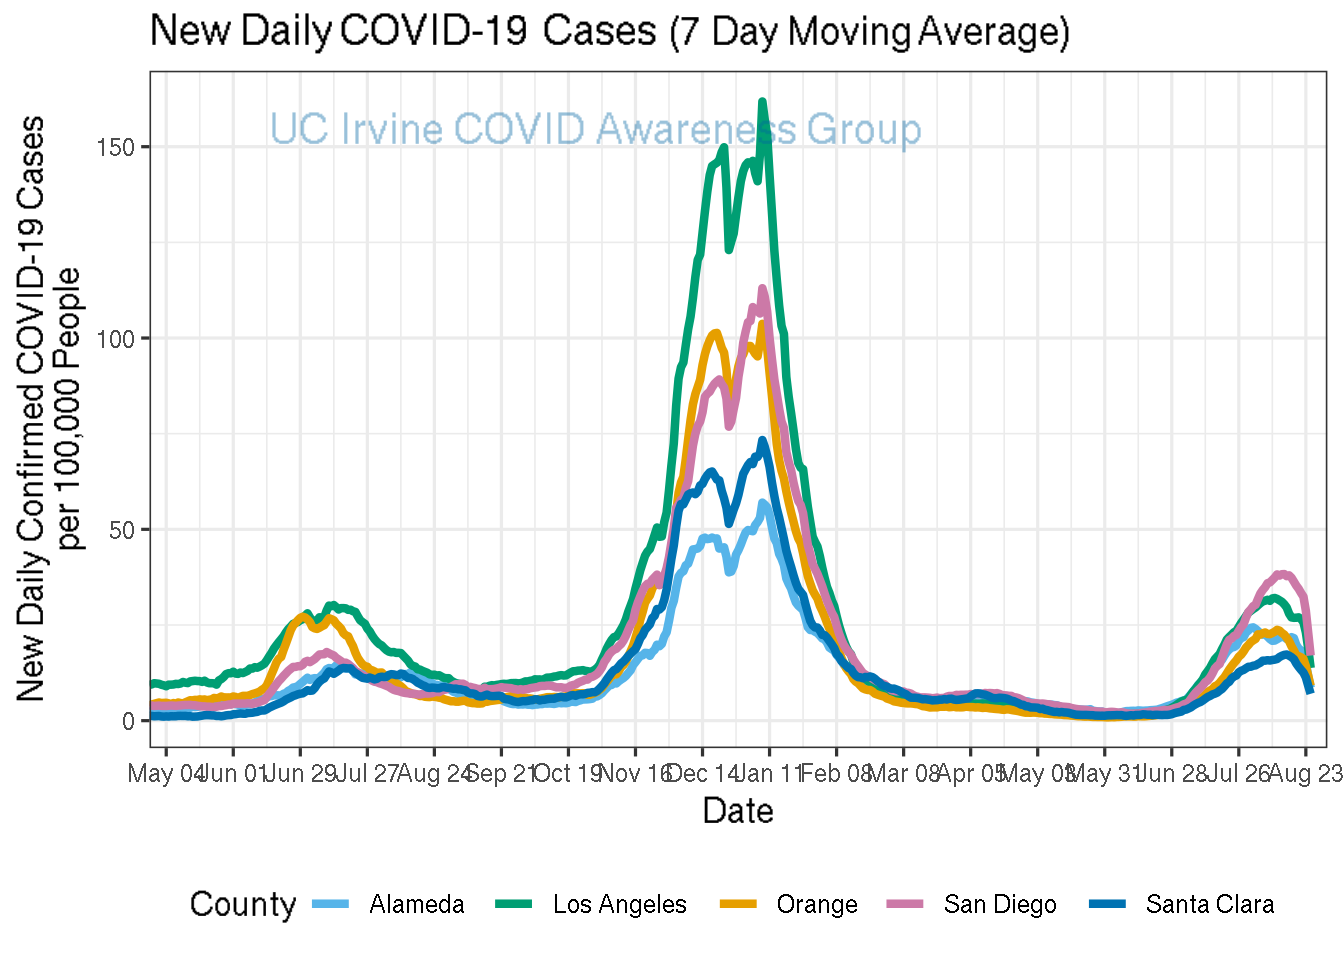 New Daily COVID-19 Cases (7 Day Moving Average)
UC Irvine COVID Awareness Group
New Daily Confirmed COVID-19 Cases
per 100,000 People
150
100
50
0
May 04 Jun 01 Jun 29 Jul 27 Aug 24 Sep 21 Oct 19 Nov 16 Dec 14 Jan 11 Feb 08 Mar 08 Apr 05 May 03 May 31 Jun 28 Jul 26 Aug 23
Date
County Alameda Los Angeles Orange San Diego Santa Clara